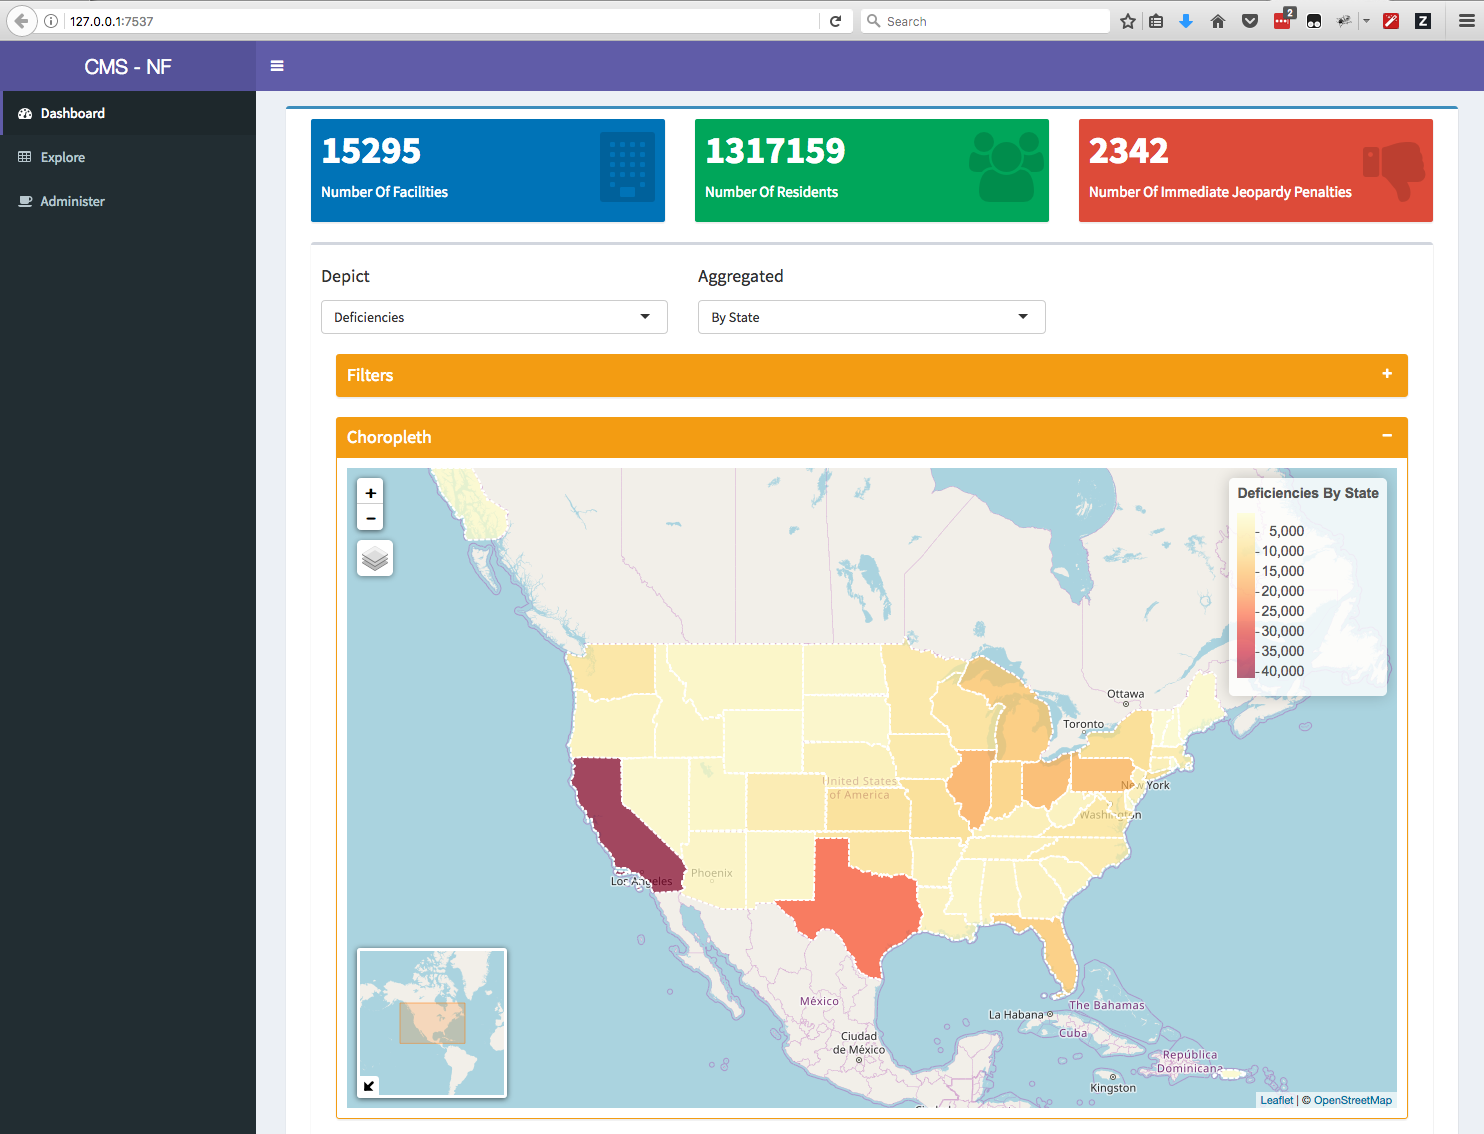 127.0.0.1:7537
Search
2
Z
CMS - NF
Dashboard
Explore
Administer
15295
Number Of Facilities
1317159
Number Of Residents
2342
Number Of Immediate Jeopardy Penalties
Depict
Aggregated
Deficiencies
By State
Filters
+
Choropleth
−
+
−
Deficiencies By State
5,000
10,000
15,000
20,000
25,000
30,000
35,000
40,000
Ottawa
Toronto
United States
of America
New York
Washington
Phoenix
Los Angeles
México
Ciudad
de México
La Habana
The Bahamas
Cuba
República
Dominicana
Kingston
Leaflet | © OpenStreetMap